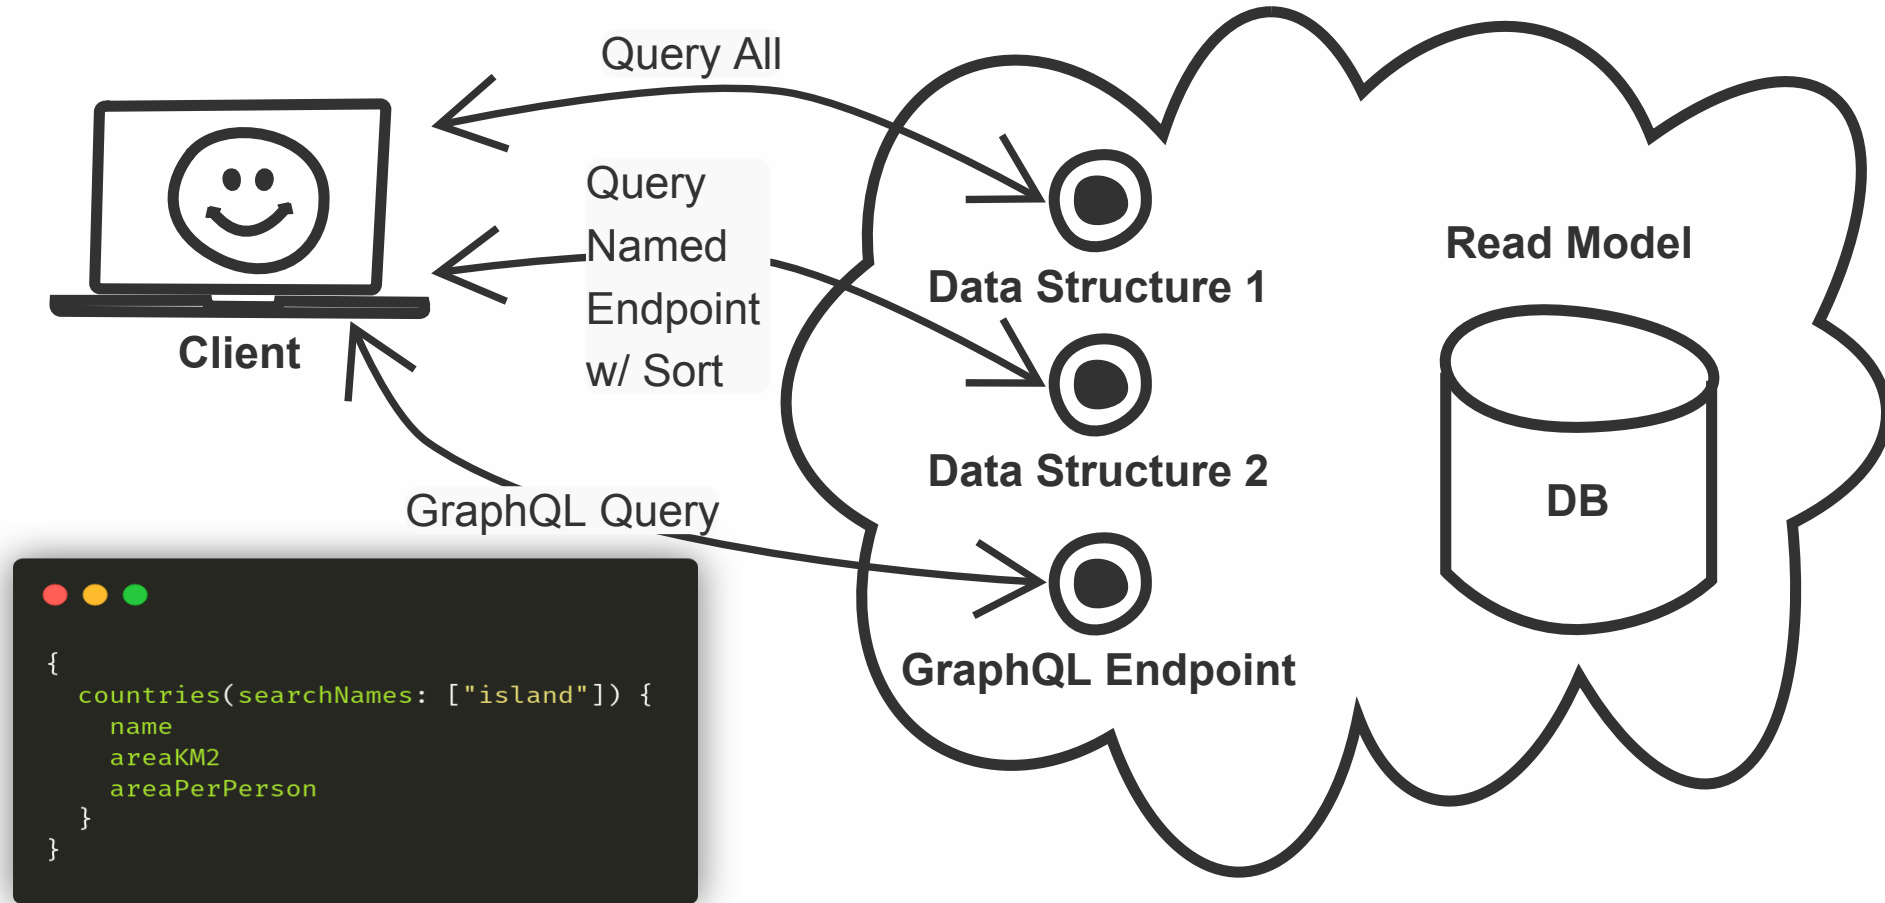 Query All
Query
Named
Endpoint
w/ Sort
Client
Data Structure 1
Read Model
Data Structure 2
DB
GraphQL Query
GraphQL Endpoint
{
  countries(searchNames: ["island"]) {
    name
    areaKM2
    areaPerPerson
  }
}